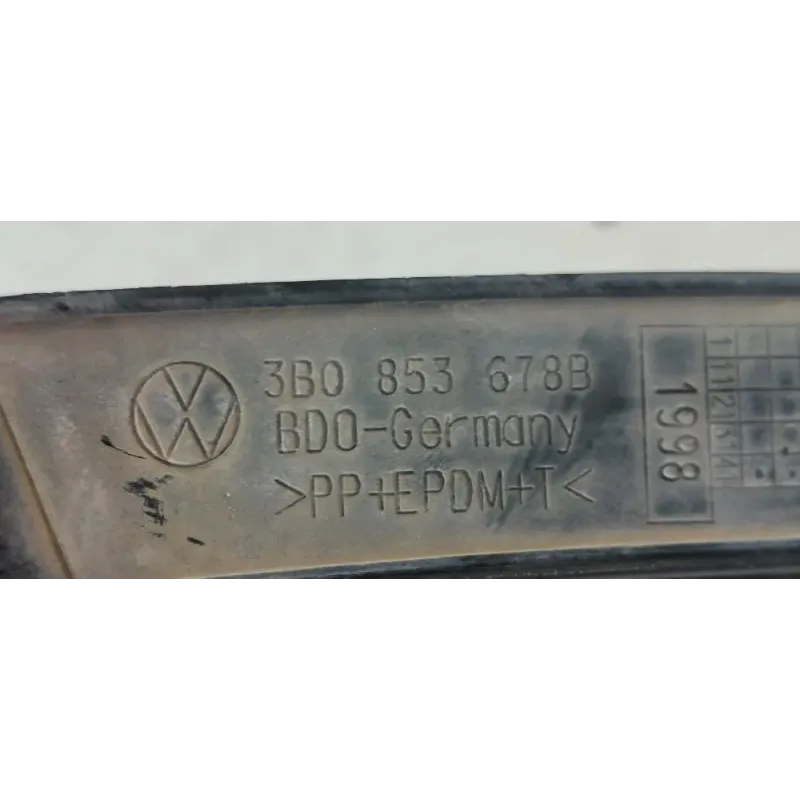 3B0 853 678B
BDO-Germany
>PP+EPDM+T<
1998